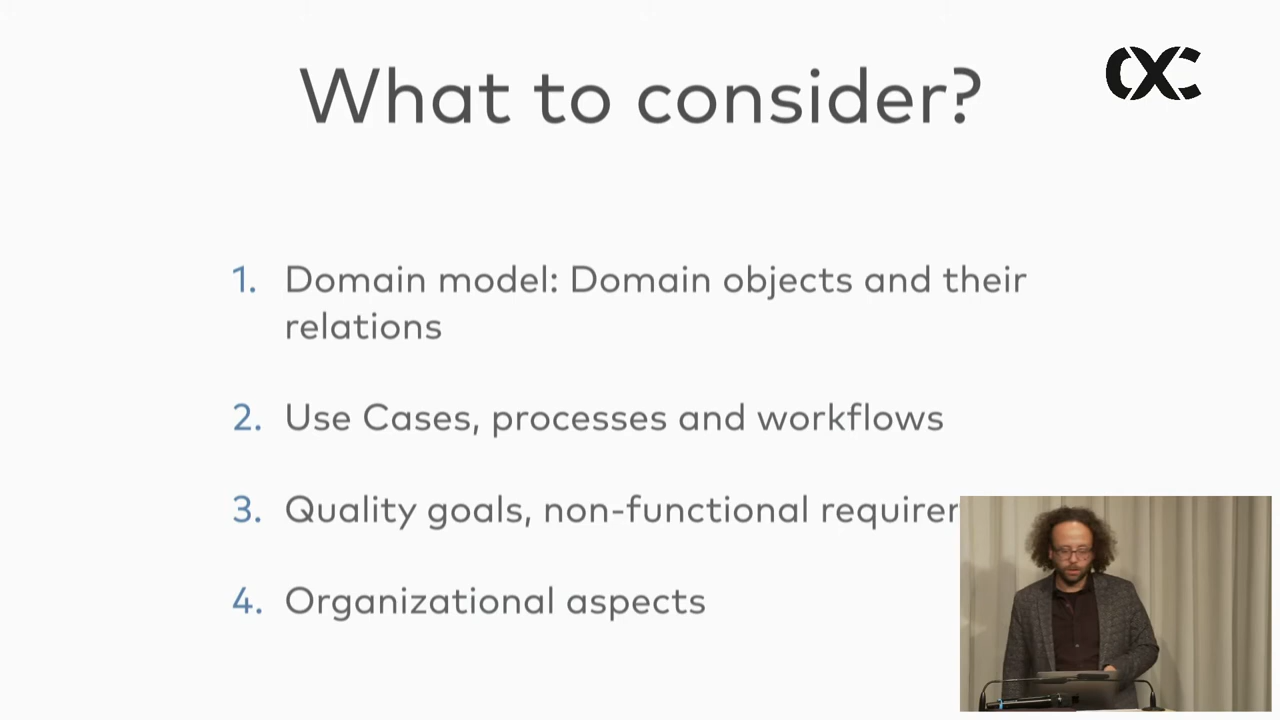 What to consider?
CXC
1. Domain model: Domain objects and their
relations
2. Use Cases, processes and workflows
3. Quality goals, non-functional requirer
4. Organizational aspects